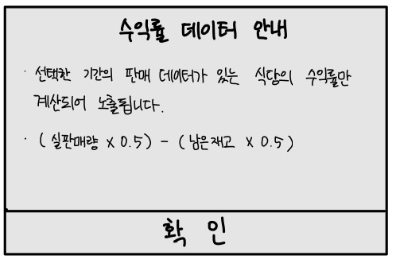 수익률 데이터 안내
· 선택한 기간의 판매 데이터가 있는 식당의 수익률만
계산되어 노출됩니다.
· (실판매량 x 0.5) - (남은재고 x 0.5)
확인